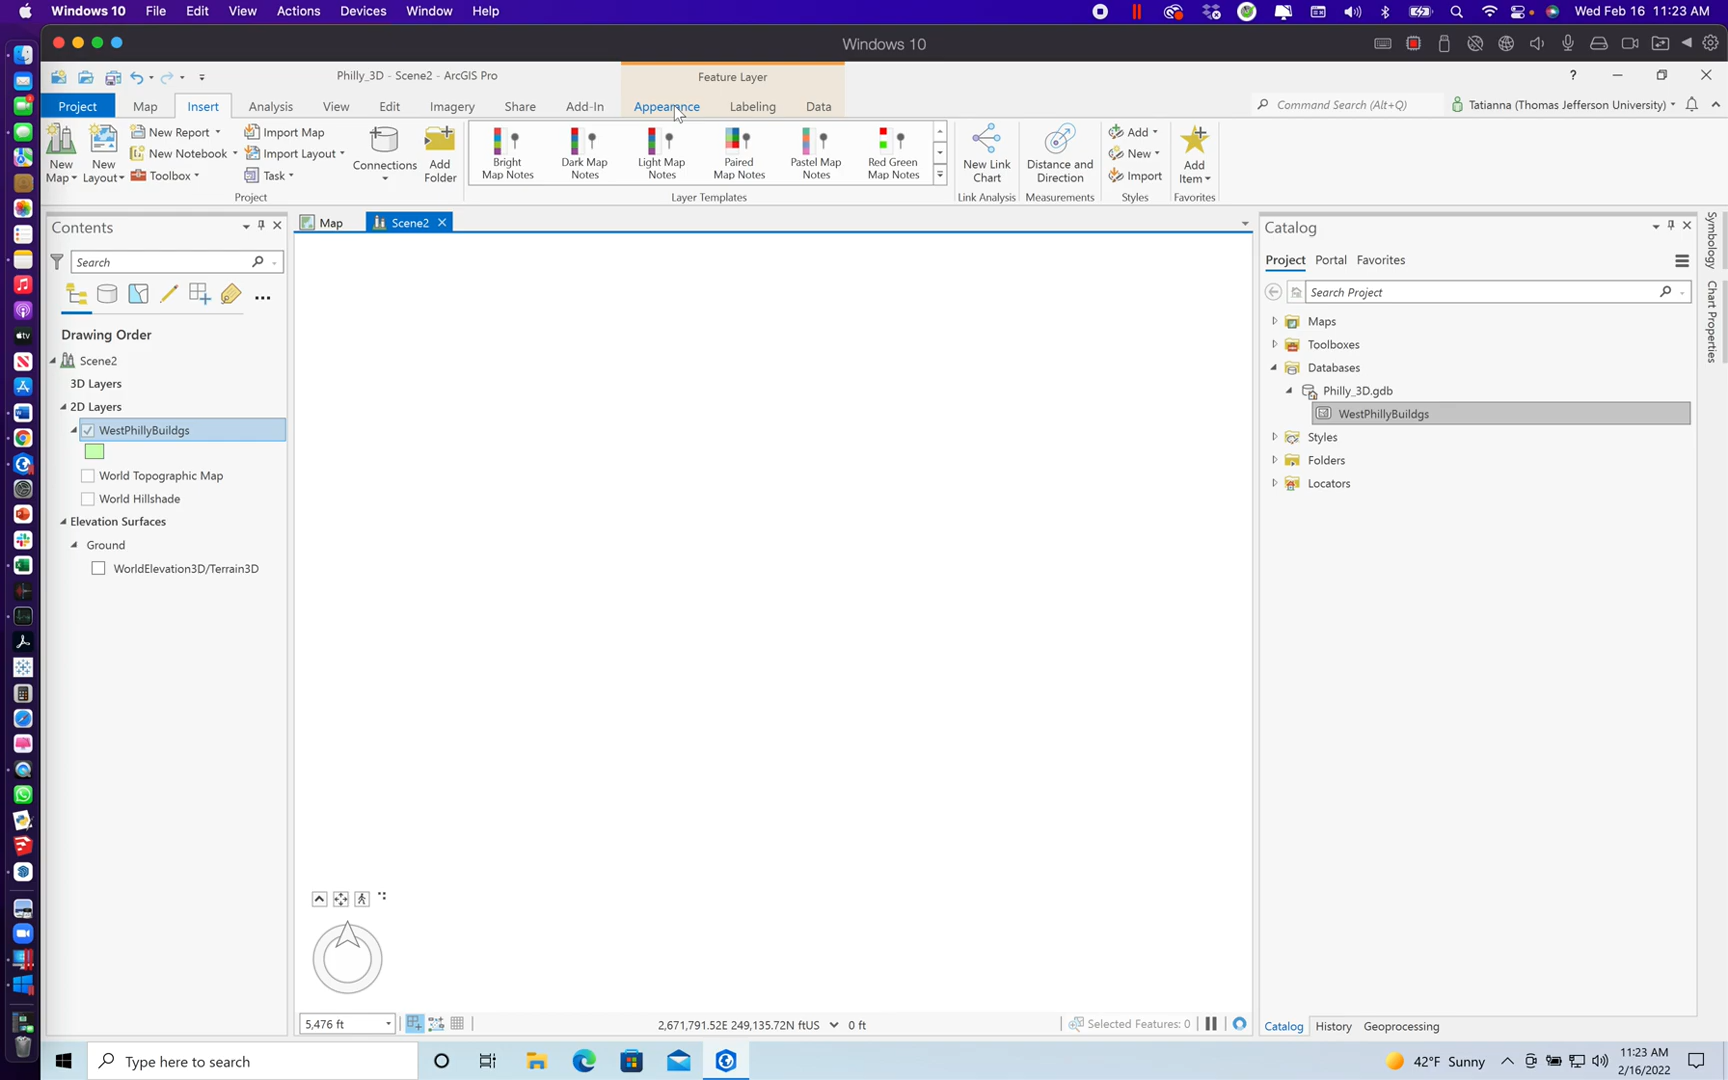 Windows 10 File Edit View Actions Devices Window Help Wed Feb 16 11:23 AM
Windows 10
Philly_3D - Scene2 - ArcGIS Pro
Feature Layer
Project Map Insert Analysis View Edit Imagery Share Add-In Appearance Labeling Data
Command Search (Alt+Q)
Tatianna (Thomas Jefferson University)
New Map
New Layout
New Report
New Notebook
Toolbox
Import Map
Import Layout
Task
Connections
Add Folder
Bright Map Notes
Dark Map Notes
Light Map Notes
Paired Map Notes
Pastel Map Notes
Red Green Map Notes
New Link Chart
Distance and Direction
Add
New
Import
Add Item
Project
Layer Templates
Link Analysis
Measurements
Styles
Favorites
Contents
Search
Drawing Order
Scene2
3D Layers
2D Layers
WestPhillyBuildgs
World Topographic Map
World Hillshade
Elevation Surfaces
Ground
WorldElevation3D/Terrain3D
Map
Scene2
5,476 ft
2,671,791.52E 249,135.72N ftUS
0 ft
Selected Features: 0
Catalog
Project Portal Favorites
Search Project
Maps
Toolboxes
Databases
Philly_3D.gdb
WestPhillyBuildgs
Styles
Folders
Locators
Catalog History Geoprocessing
Symbology
Chart Properties
tv
Type here to search
42°F Sunny
11:23 AM
2/16/2022